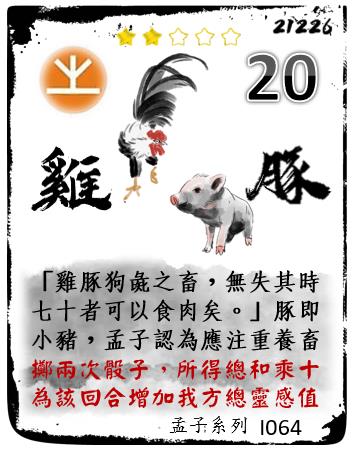 21226
20
雞 豚
「雞豚狗彘之畜，無失其時
七十者可以食肉矣。」豚即
小豬，孟子認為應注重養畜
擲兩次骰子，所得總和乘十
為該回合增加我方總靈感值
孟子系列 I064